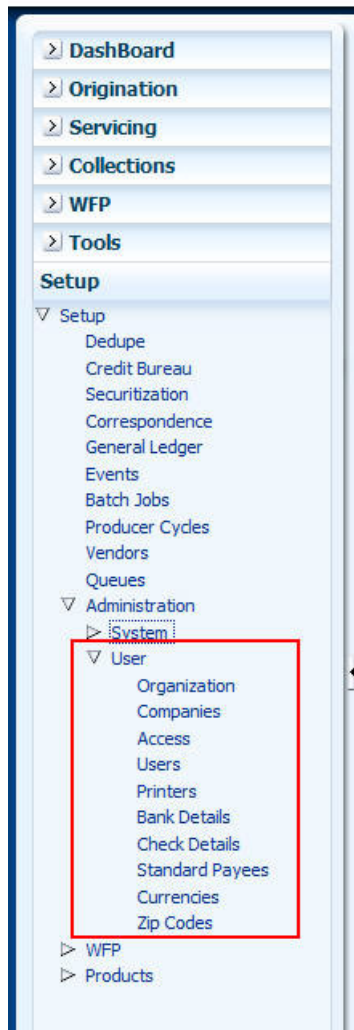 DashBoard
Origination
Servicing
Collections
WFP
Tools
Setup
Setup
Dedupe
Credit Bureau
Securitization
Correspondence
General Ledger
Events
Batch Jobs
Producer Cycles
Vendors
Queues
Administration
System
User
Organization
Companies
Access
Users
Printers
Bank Details
Check Details
Standard Payees
Currencies
Zip Codes
WFP
Products